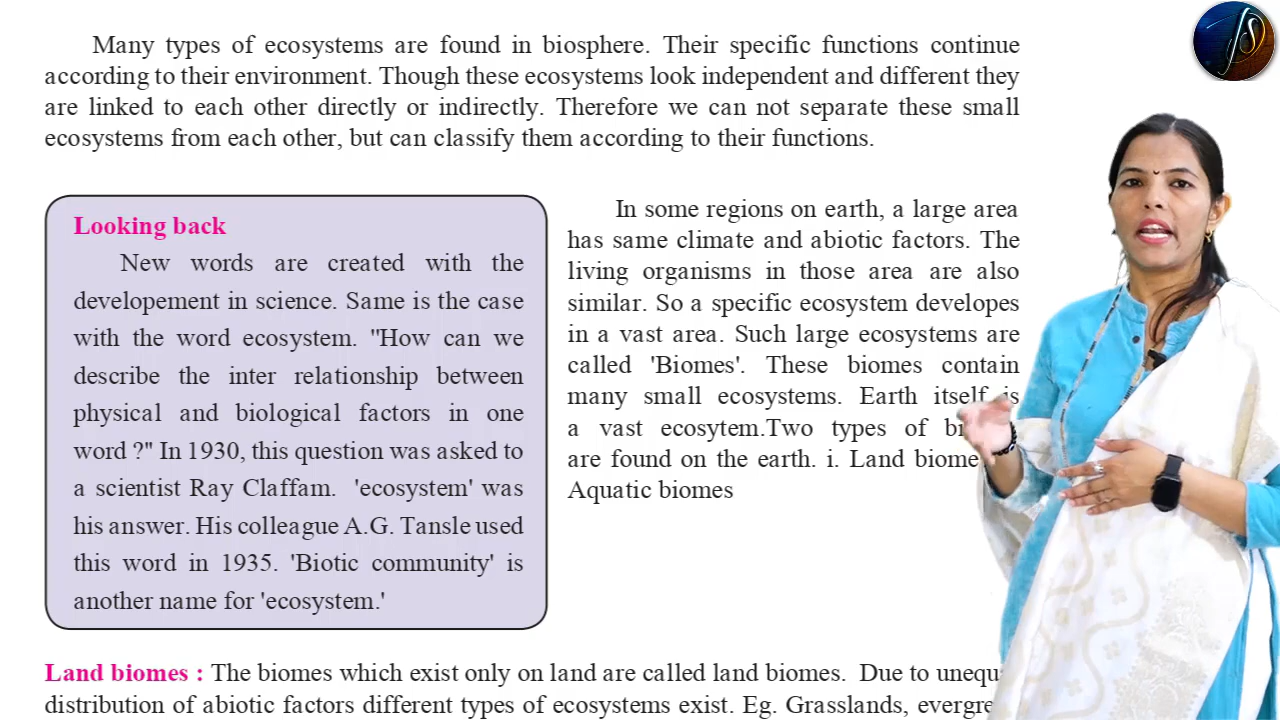 Many types of ecosystems are found in biosphere. Their specific functions continue
according to their environment. Though these ecosystems look independent and different they
are linked to each other directly or indirectly. Therefore we can not separate these small
ecosystems from each other, but can classify them according to their functions.
Looking back
New words are created with the
developement in science. Same is the case
with the word ecosystem. "How can we
describe the inter relationship between
physical and biological factors in one
word ?" In 1930, this question was asked to
a scientist Ray Claffam. 'ecosystem' was
his answer. His colleague A.G. Tansle used
this word in 1935. 'Biotic community' is
another name for 'ecosystem.'
In some regions on earth, a large area
has same climate and abiotic factors. The
living organisms in those area are also
similar. So a specific ecosystem developes
in a vast area. Such large ecosystems are
called 'Biomes'. These biomes contain
many small ecosystems. Earth itself is
a vast ecosytem.Two types of
are found on the earth. i. Land biome
Aquatic biomes
Land biomes : The biomes which exist only on land are called land biomes. Due to unequ
distribution of abiotic factors different types of ecosystems exist. Eg. Grasslands, evergre